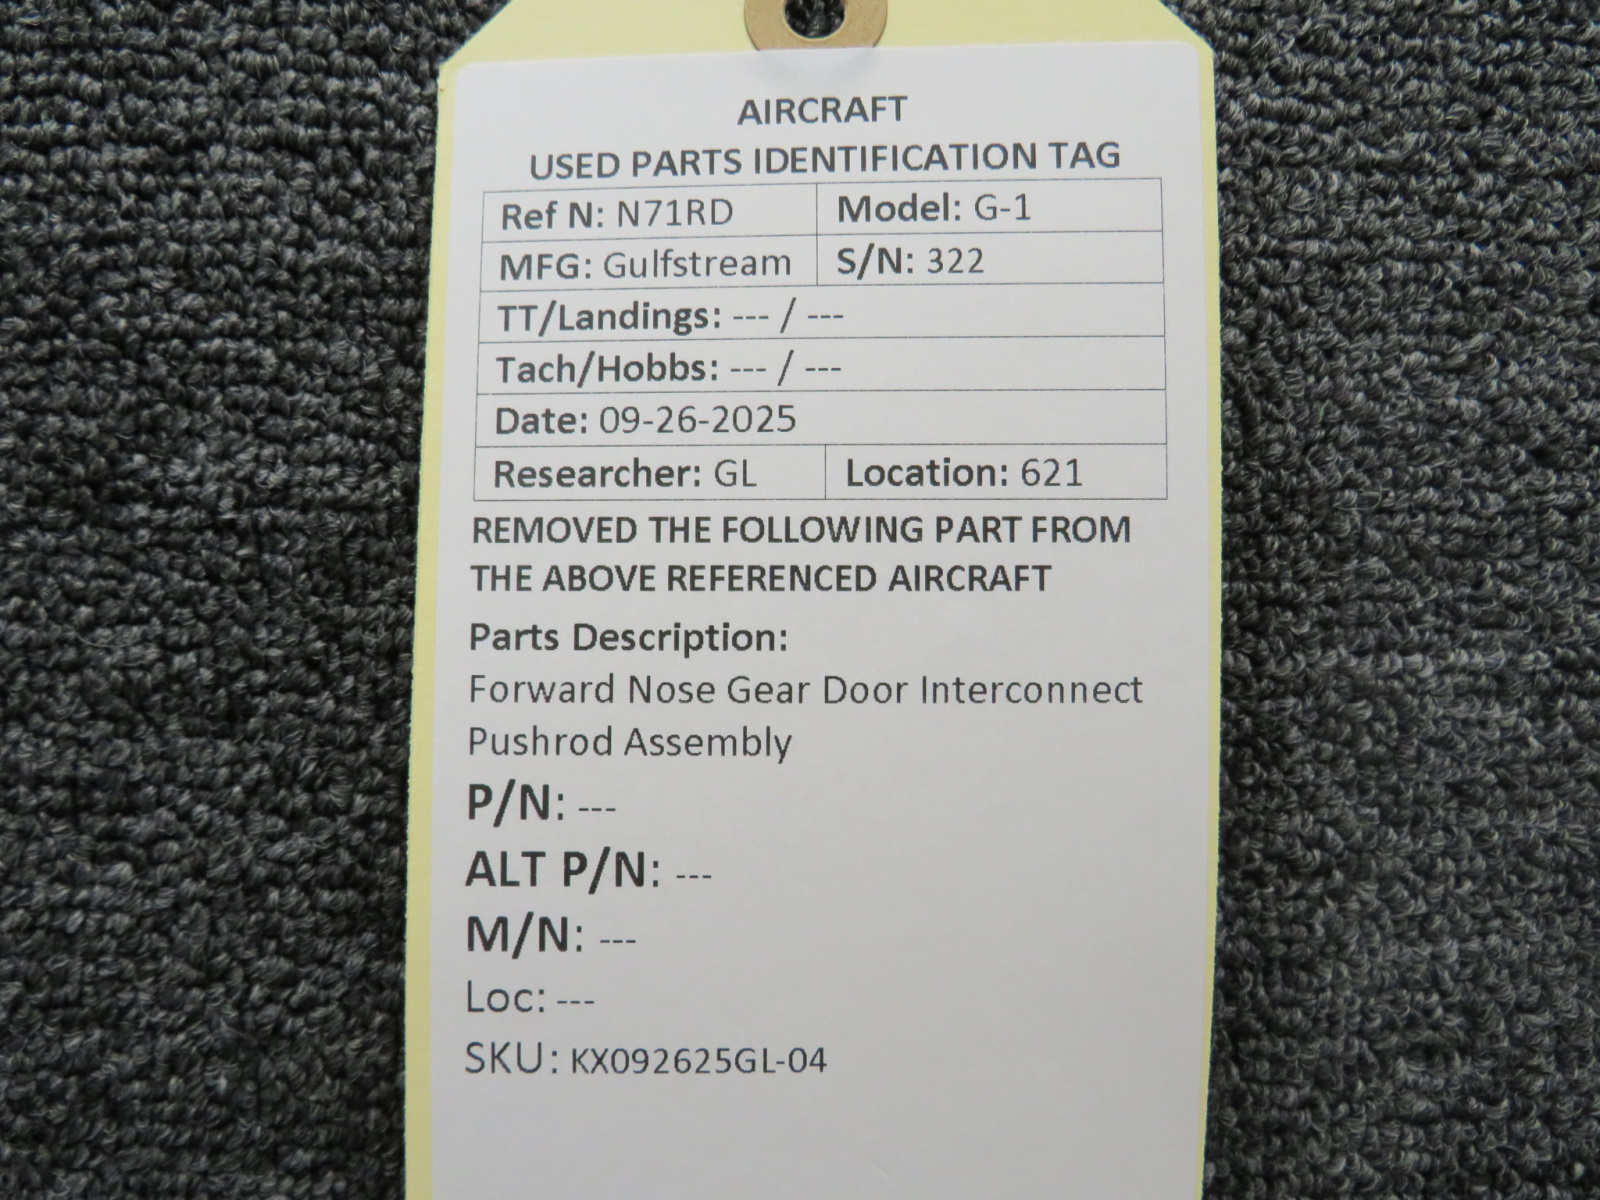 AIRCRAFT
USED PARTS IDENTIFICATION TAG
Ref N: N71RD Model: G-1
MFG: Gulfstream S/N: 322
TT/Landings: --- / ---
Tach/Hobbs: --- / ---
Date: 09-26-2025
Researcher: GL Location: 621
REMOVED THE FOLLOWING PART FROM
THE ABOVE REFERENCED AIRCRAFT
Parts Description:
Forward Nose Gear Door Interconnect
Pushrod Assembly
P/N: ---
ALT P/N: ---
M/N: ---
Loc: ---
SKU: KX092625GL-04